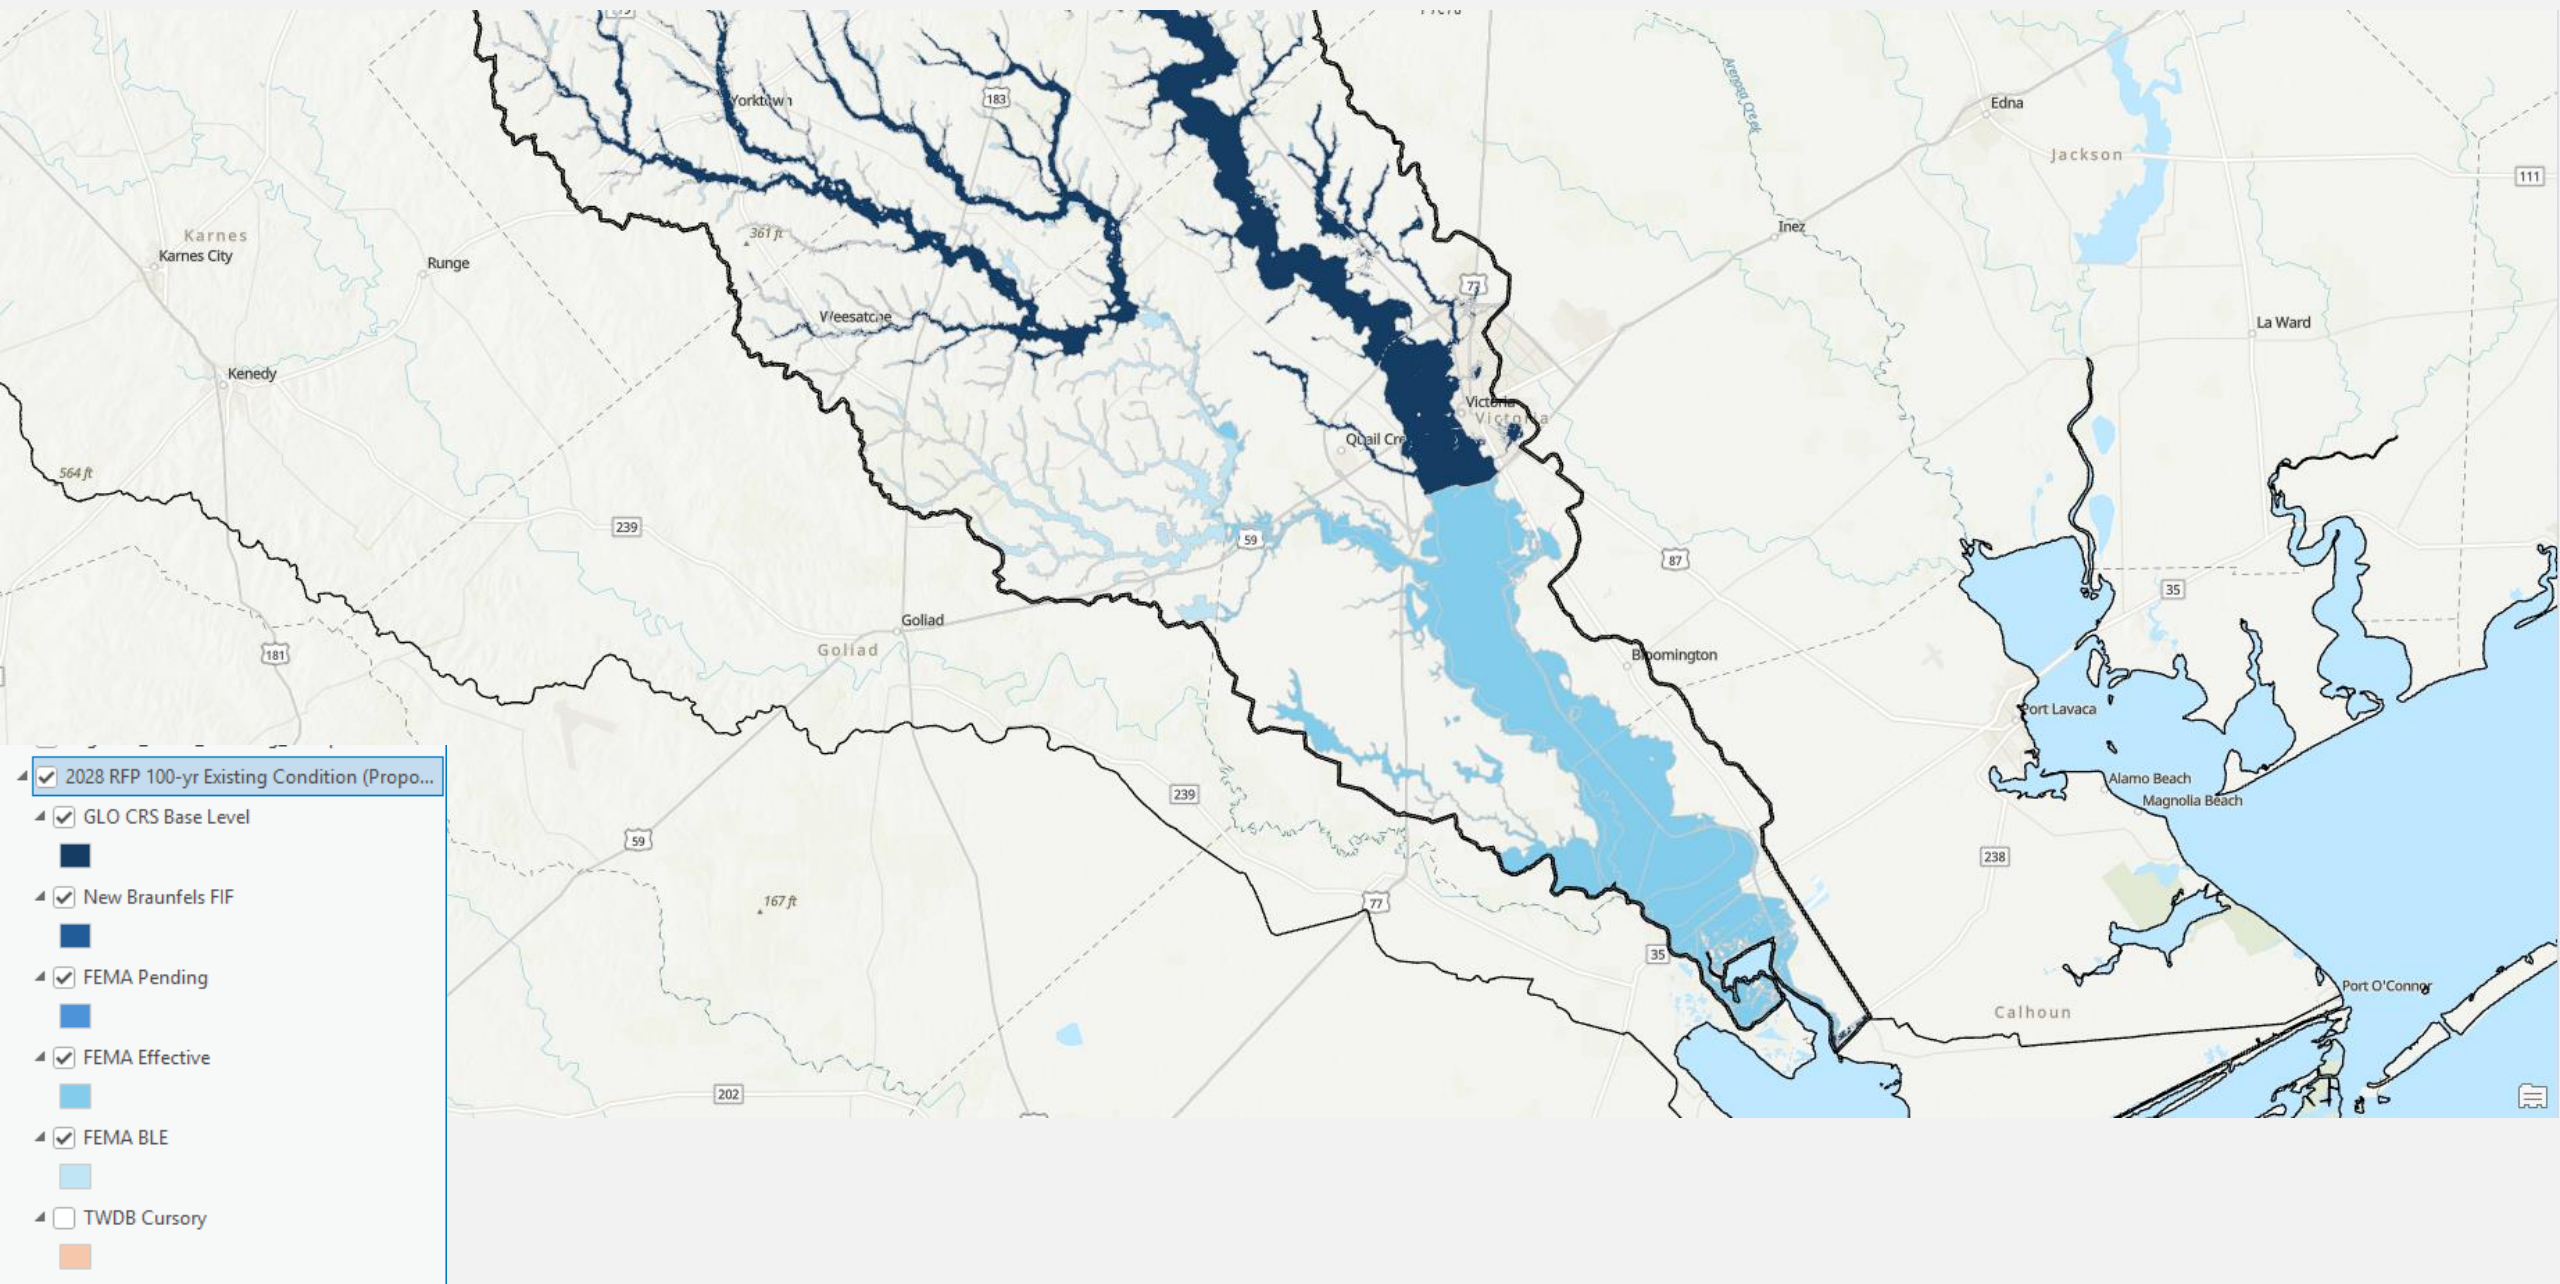 Yorktown
183
Arenosa Creek
Edna
Jackson
111
Karnes
Karnes City
361 ft
Runge
Inez
77
Weesatche
La Ward
Kenedy
Victoria
Victoria
Quail Cre
564 ft
239
59
87
35
Goliad
Goliad
181
Bloomington
Port Lavaca
239
Alamo Beach
Magnolia Beach
59
238
167 ft
77
35
Port O'Connor
Calhoun
202
2028 RFP 100-yr Existing Condition (Propo...
GLO CRS Base Level
New Braunfels FIF
FEMA Pending
FEMA Effective
FEMA BLE
TWDB Cursory